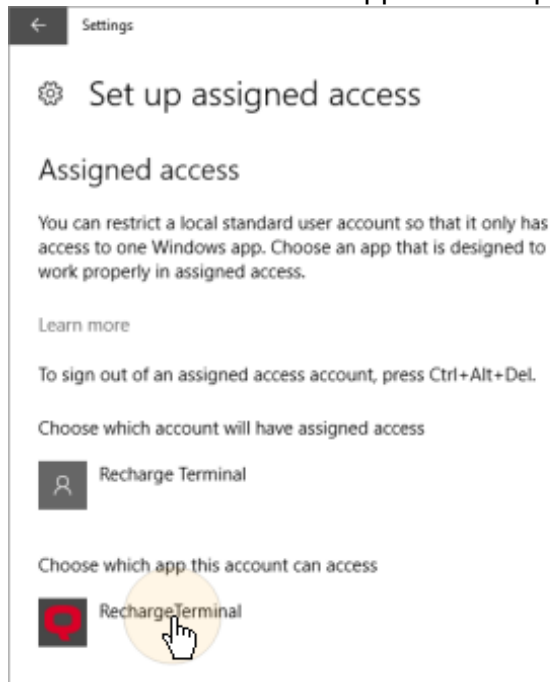 Settings
Set up assigned access
Assigned access
You can restrict a local standard user account so that it only has
access to one Windows app. Choose an app that is designed to
work properly in assigned access.
Learn more
To sign out of an assigned access account, press Ctrl+Alt+Del.
Choose which account will have assigned access
Recharge Terminal
Choose which app this account can access
RechargeTerminal